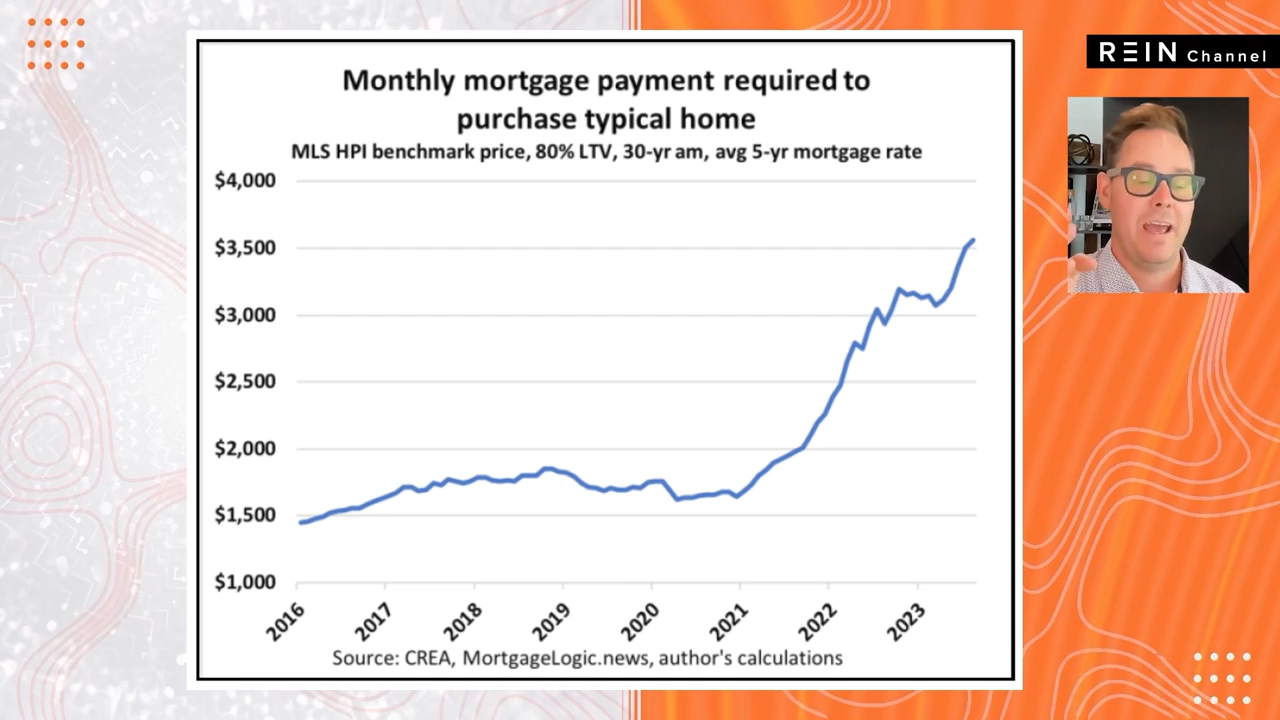 REIN Channel
Monthly mortgage payment required to
purchase typical home
MLS HPI benchmark price, 80% LTV, 30-yr am, avg 5-yr mortgage rate
$4,000
$3,500
$3,000
$2,500
$2,000
$1,500
$1,000
2016 2017 2018 2019 2020 2021 2022 2023
Source: CREA, MortgageLogic.news, author's calculations